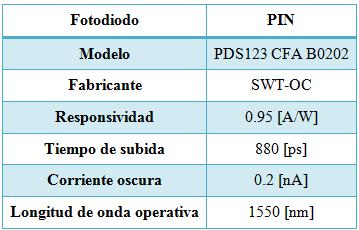 Fotodiodo PIN
Modelo PDS123 CFA B0202
Fabricante SWT-OC
Responsividad 0.95 [A/W]
Tiempo de subida 880 [ps]
Corriente oscura 0.2 [nA]
Longitud de onda operativa 1550 [nm]